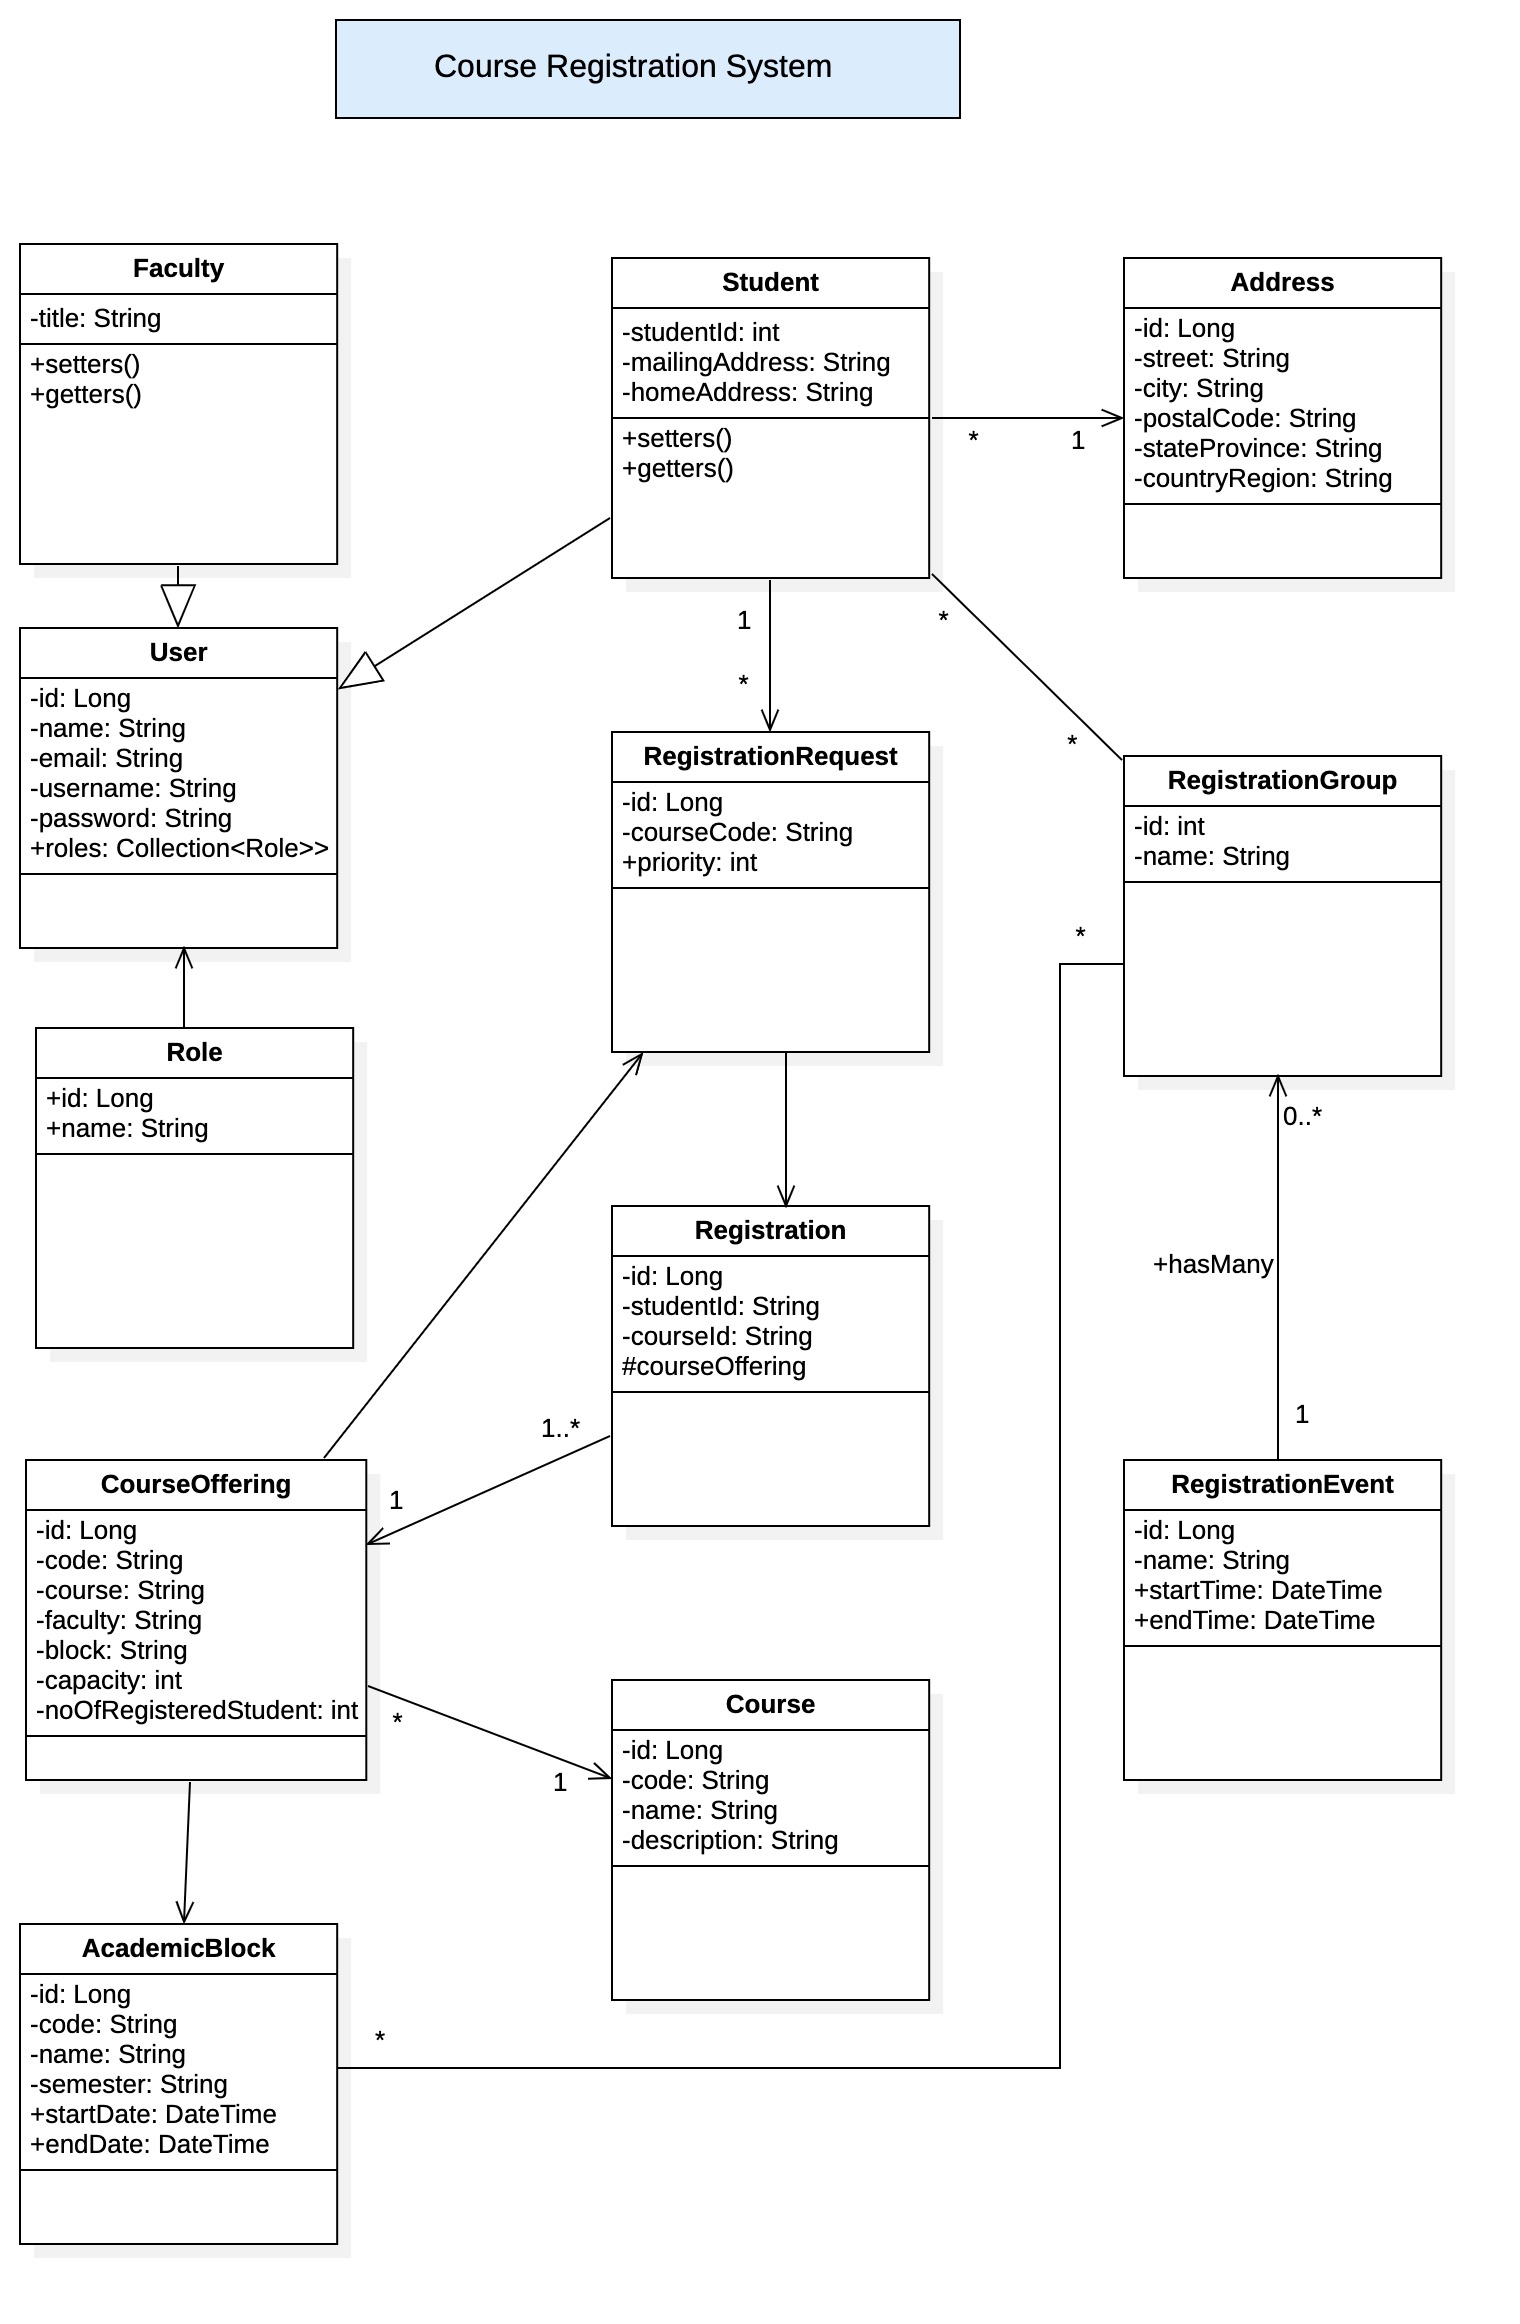 Course Registration System
Faculty
-title: String
+setters()
+getters()
Student
-studentId: int
-mailingAddress: String
-homeAddress: String
+setters()
+getters()
Address
-id: Long
-street: String
-city: String
-postalCode: String
-stateProvince: String
-countryRegion: String
*
1
1
*
*
*
User
-id: Long
-name: String
-email: String
-username: String
-password: String
+roles: Collection<Role>>
RegistrationRequest
-id: Long
-courseCode: String
+priority: int
RegistrationGroup
-id: int
-name: String
*
0..*
+hasMany
1
Role
+id: Long
+name: String
Registration
-id: Long
-studentId: String
-courseId: String
#courseOffering
1..*
1
CourseOffering
-id: Long
-code: String
-course: String
-faculty: String
-block: String
-capacity: int
-noOfRegisteredStudent: int
RegistrationEvent
-id: Long
-name: String
+startTime: DateTime
+endTime: DateTime
*
1
Course
-id: Long
-code: String
-name: String
-description: String
AcademicBlock
-id: Long
-code: String
-name: String
-semester: String
+startDate: DateTime
+endDate: DateTime
*